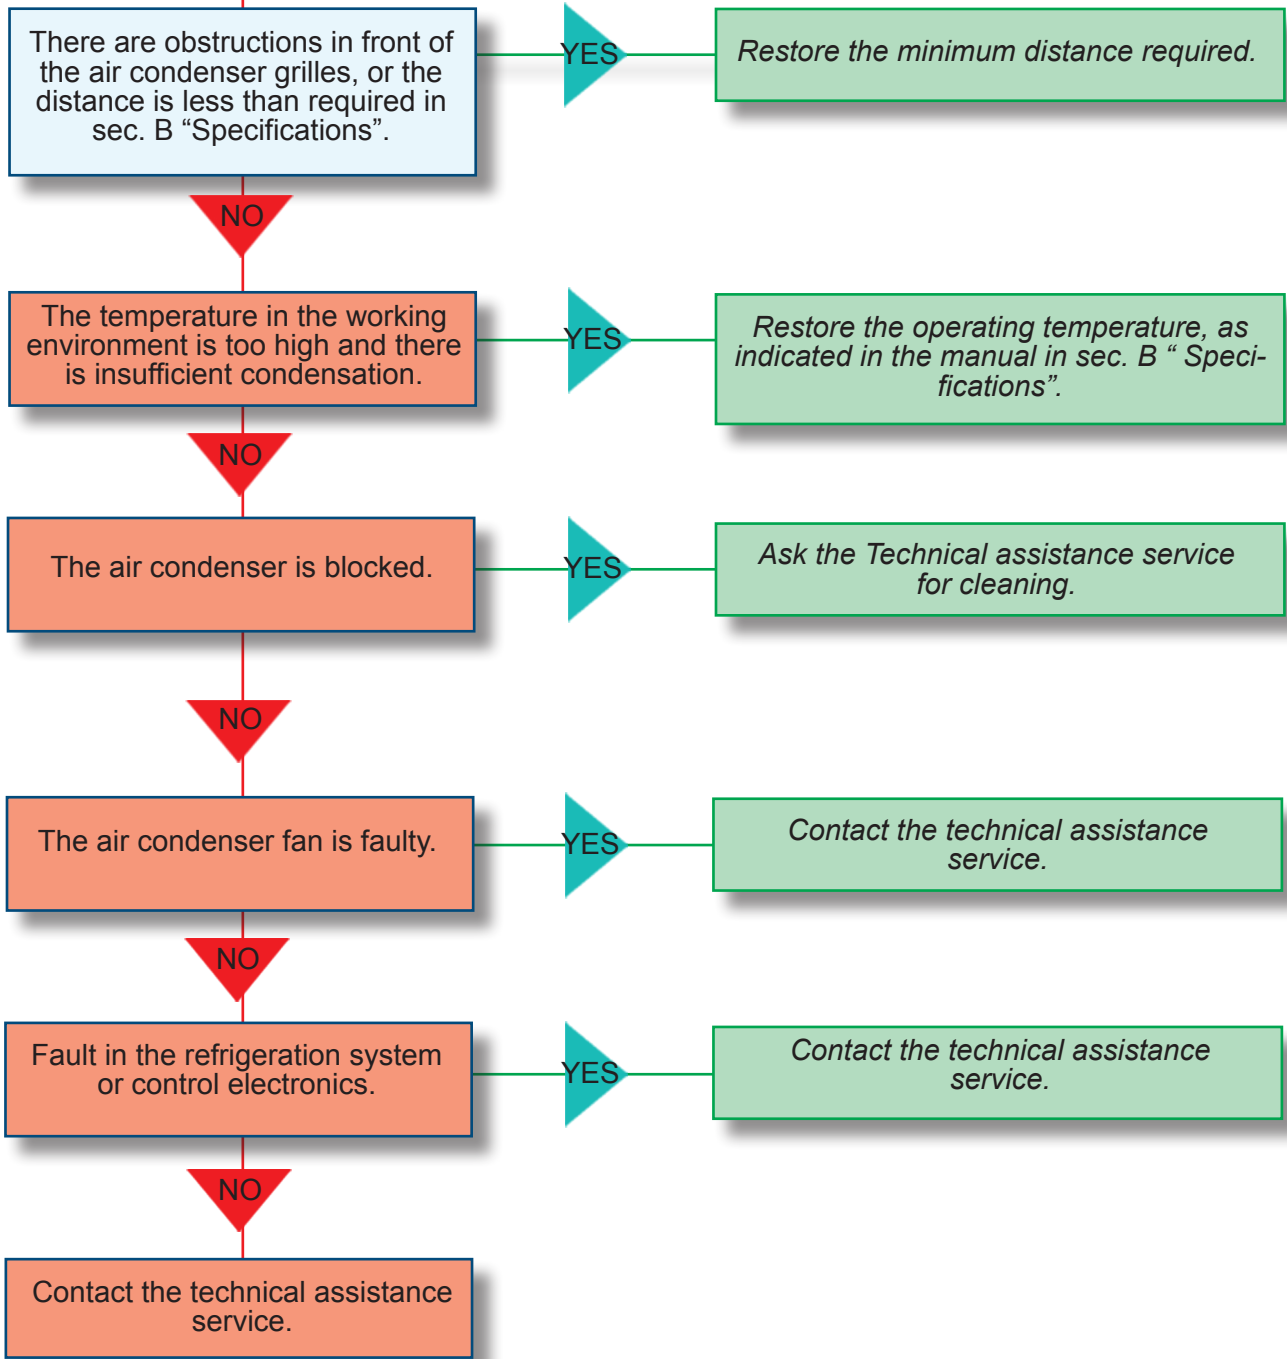 There are obstructions in front of
the air condenser grilles, or the
distance is less than required in
sec. B “Specifications”.
YES
Restore the minimum distance required.
NO
The temperature in the working
environment is too high and there
is insufficient condensation.
YES
Restore the operating temperature, as
indicated in the manual in sec. B “ Speci-
fications”.
NO
The air condenser is blocked.
YES
Ask the Technical assistance service
for cleaning.
NO
The air condenser fan is faulty.
YES
Contact the technical assistance
service.
NO
Fault in the refrigeration system
or control electronics.
YES
Contact the technical assistance
service.
NO
Contact the technical assistance
service.